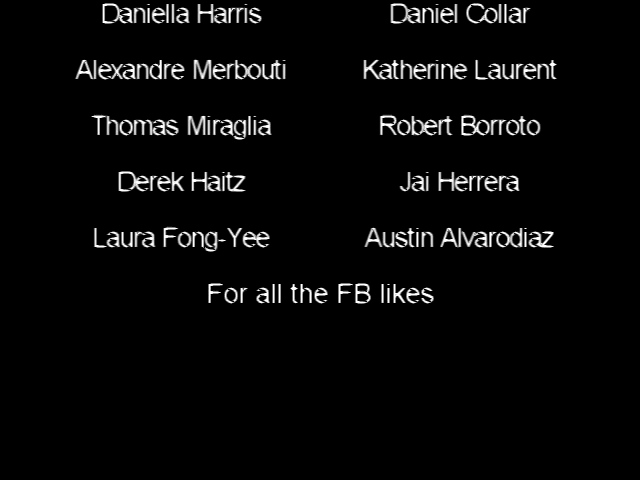 Daniella Harris Daniel Collar
Alexandre Merbouti Katherine Laurent
Thomas Miraglia Robert Borroto
Derek Haitz Jai Herrera
Laura Fong-Yee Austin Alvarodiaz
For all the FB likes